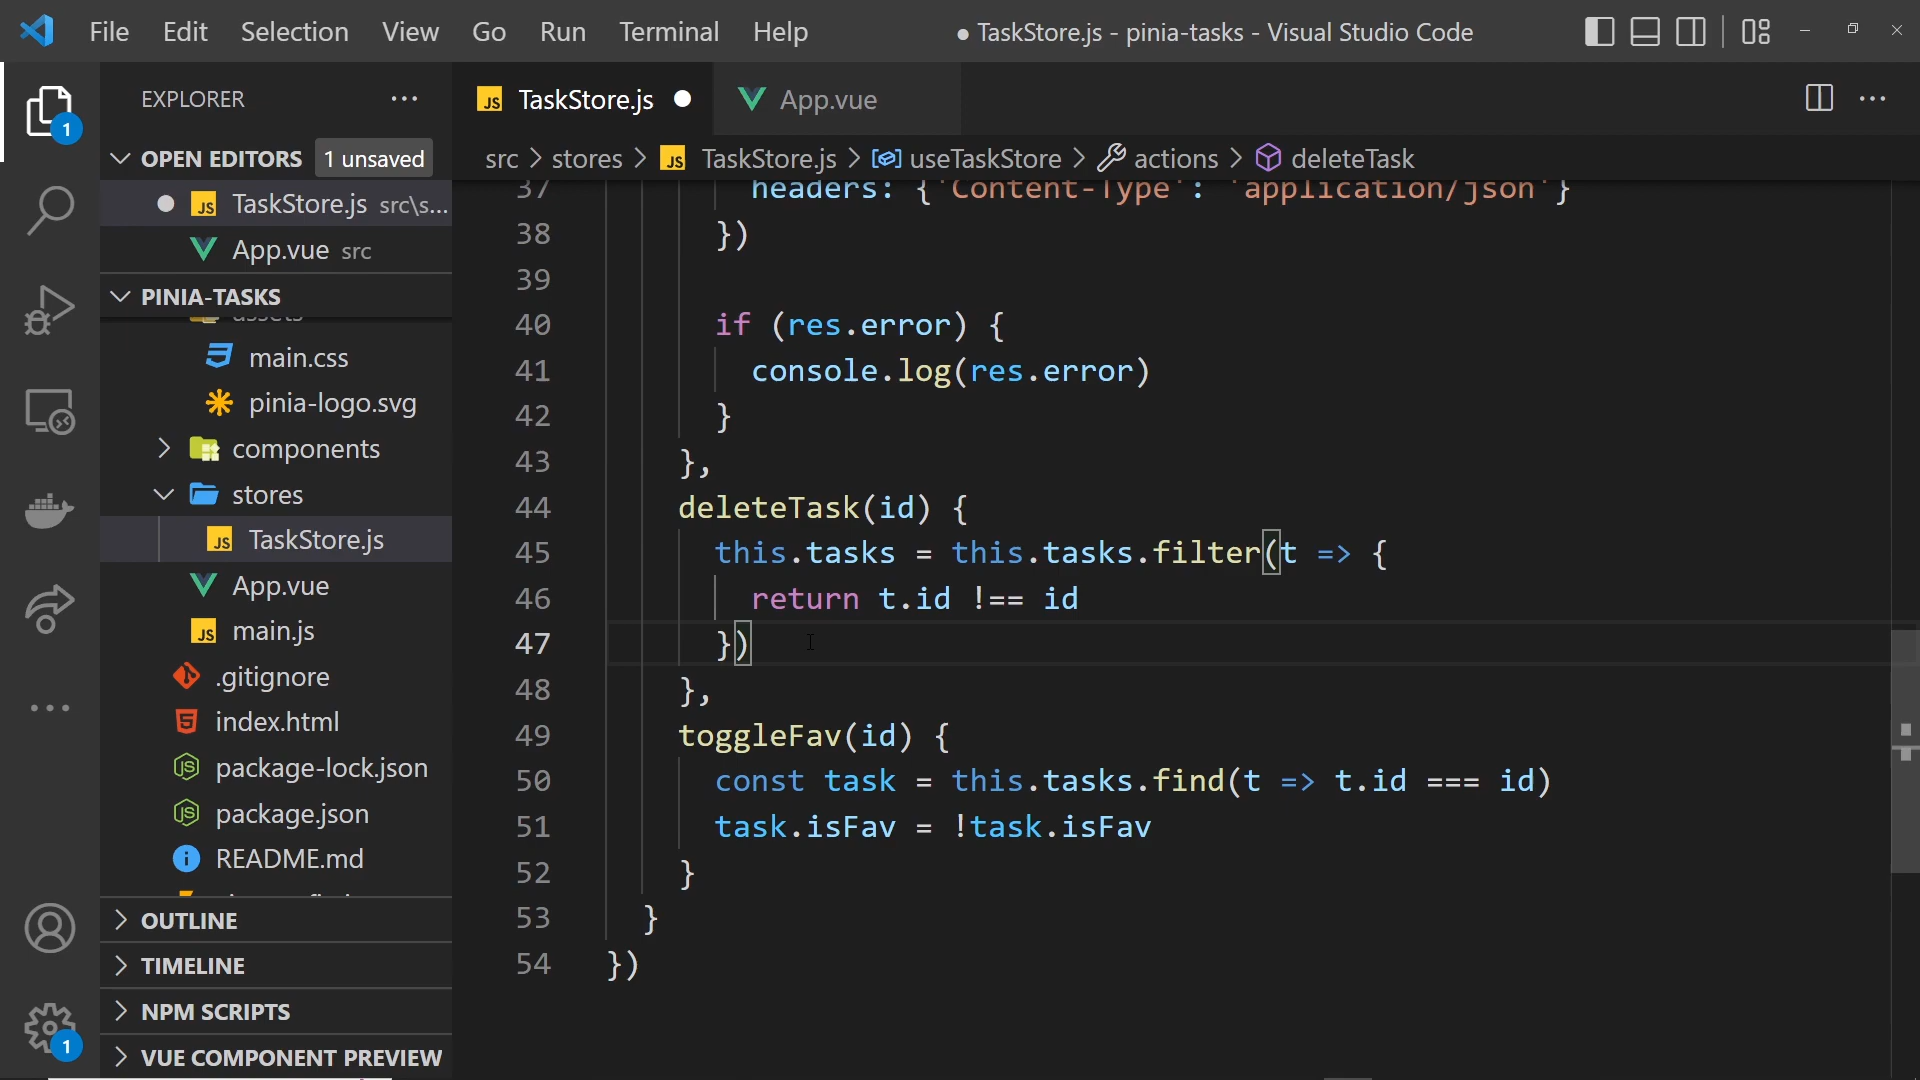 File Edit Selection View Go Run Terminal Help
● TaskStore.js - pinia-tasks - Visual Studio Code
EXPLORER
OPEN EDITORS 1 unsaved
TaskStore.js src\s...
App.vue src
PINIA-TASKS
assets
main.css
pinia-logo.svg
components
stores
TaskStore.js
App.vue
main.js
.gitignore
index.html
package-lock.json
package.json
README.md
OUTLINE
TIMELINE
NPM SCRIPTS
VUE COMPONENT PREVIEW
1
1
TaskStore.js
App.vue
src > stores > TaskStore.js > useTaskStore > actions > deleteTask
37 headers: {'Content-Type': 'application/json'}
38 })
39
40 if (res.error) {
41 console.log(res.error)
42 }
43 },
44 deleteTask(id) {
45 this.tasks = this.tasks.filter(t => {
46 return t.id !== id
47 })
48 },
49 toggleFav(id) {
50 const task = this.tasks.find(t => t.id === id)
51 task.isFav = !task.isFav
52 }
53 }
54 })